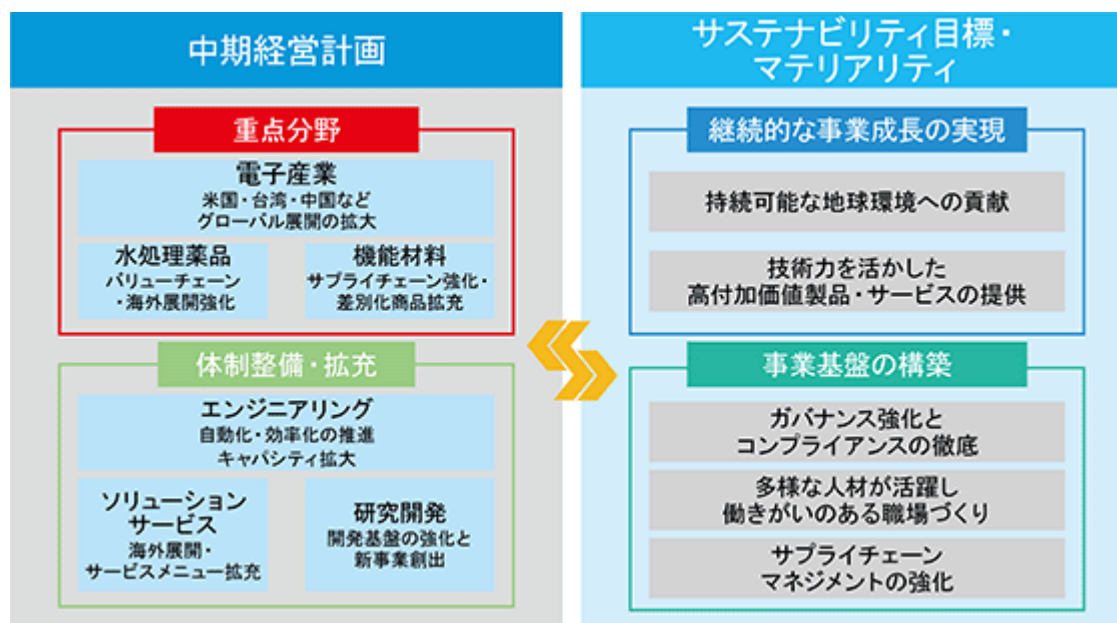 中期経営計画
重点分野
電子産業
米国・台湾・中国など
グローバル展開の拡大
水処理薬品
バリューチェーン
・海外展開強化
機能材料
サプライチェーン強化・
差別化商品拡充
体制整備・拡充
エンジニアリング
自動化・効率化の推進
キャパシティ拡大
ソリューション
サービス
海外展開・
サービスメニュー拡充
研究開発
開発基盤の強化と
新事業創出
サステナビリティ目標・
マテリアリティ
継続的な事業成長の実現
持続可能な地球環境への貢献
技術力を活かした
高付加価値製品・サービスの提供
事業基盤の構築
ガバナンス強化と
コンプライアンスの徹底
多様な人材が活躍し
働きがいのある職場づくり
サプライチェーン
マネジメントの強化